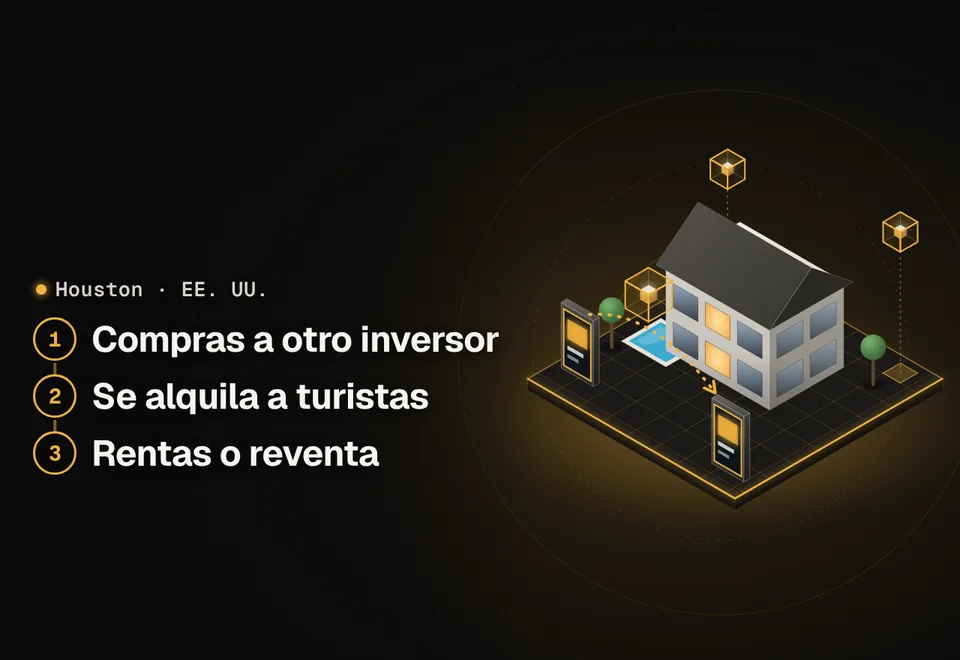 Houston · EE. UU.
1 Compras a otro inversor
2 Se alquila a turistas
3 Rentas o reventa